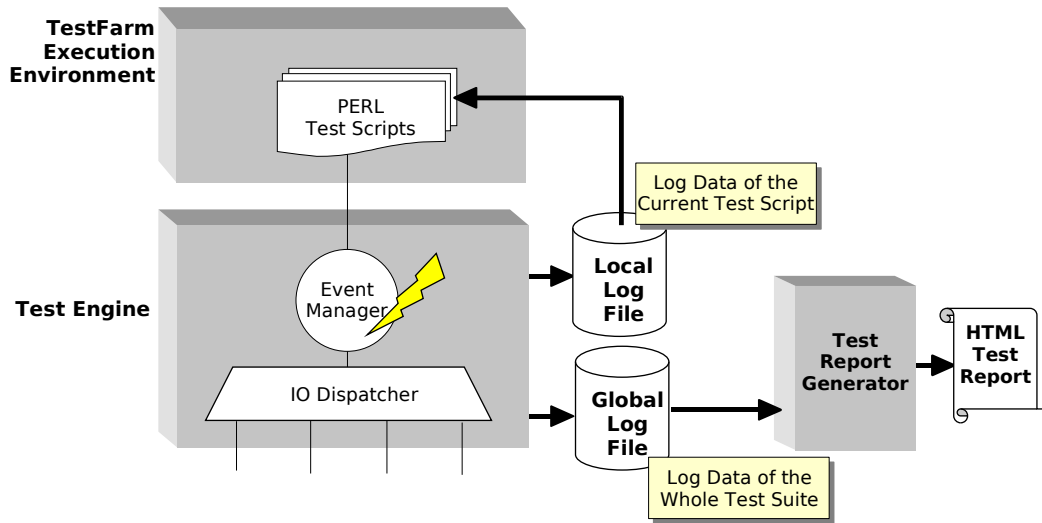 TestFarm
Execution
Environment
PERL
Test Scripts
Log Data of the
Current Test Script
Test Engine
Event
Manager
Local
Log
File
IO Dispatcher
Global
Log
File
Log Data of the
Whole Test Suite
Test
Report
Generator
HTML
Test
Report